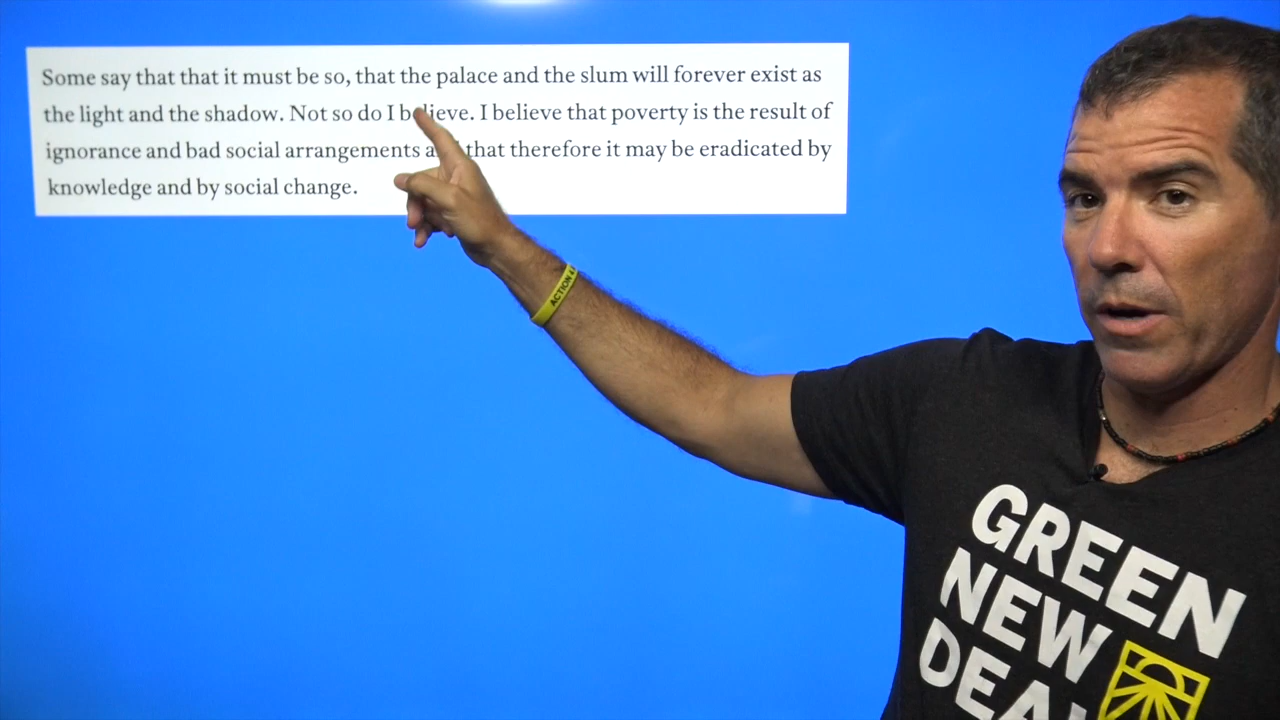 Some say that that it must be so, that the palace and the slum will forever exist as
the light and the shadow. Not so do I believe. I believe that poverty is the result of
ignorance and bad social arrangements that therefore it may be eradicated by
knowledge and by social change.
ACTION
GREEN
NEW
DEAL